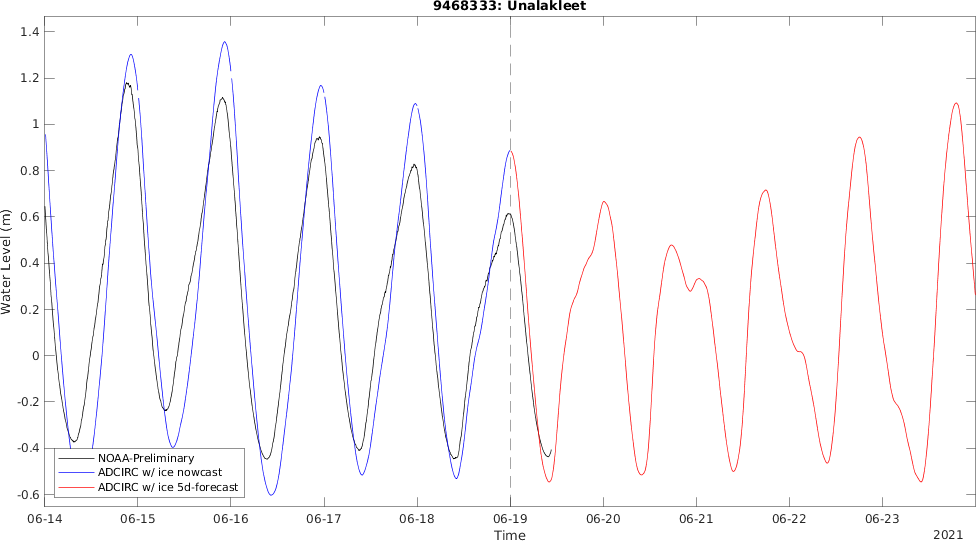 9468333: Unalakleet
1.4
1.2
1
0.8
0.6
0.4
0.2
0
-0.2
-0.4
-0.6
Water Level (m)
NOAA-Preliminary
ADCIRC w/ ice nowcast
ADCIRC w/ ice 5d-forecast
06-14 06-15 06-16 06-17 06-18 06-19 06-20 06-21 06-22 06-23
Time
2021